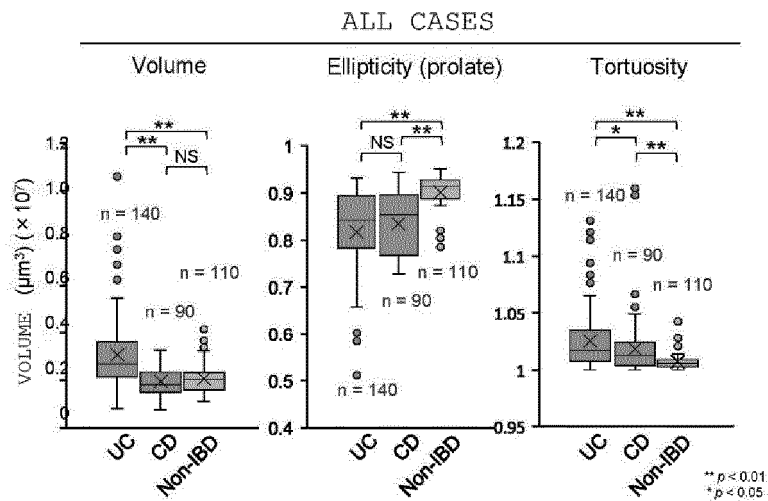 ALL CASES
Volume
Ellipticity (prolate)
Tortuosity
VOLUME (μm³) (×10⁷)
1.2
1.0
0.8
0.6
0.4
0.2
0
**
**
NS
n = 140
n = 90
n = 110
UC
CD
Non-IBD
1
0.9
0.8
0.7
0.6
0.5
0.4
**
NS
**
n = 110
n = 90
n = 140
UC
CD
Non-IBD
1.2
1.15
1.1
1.05
1
0.95
**
*
**
n = 140
n = 90
n = 110
UC
CD
Non-IBD
** p < 0.01
* p < 0.05